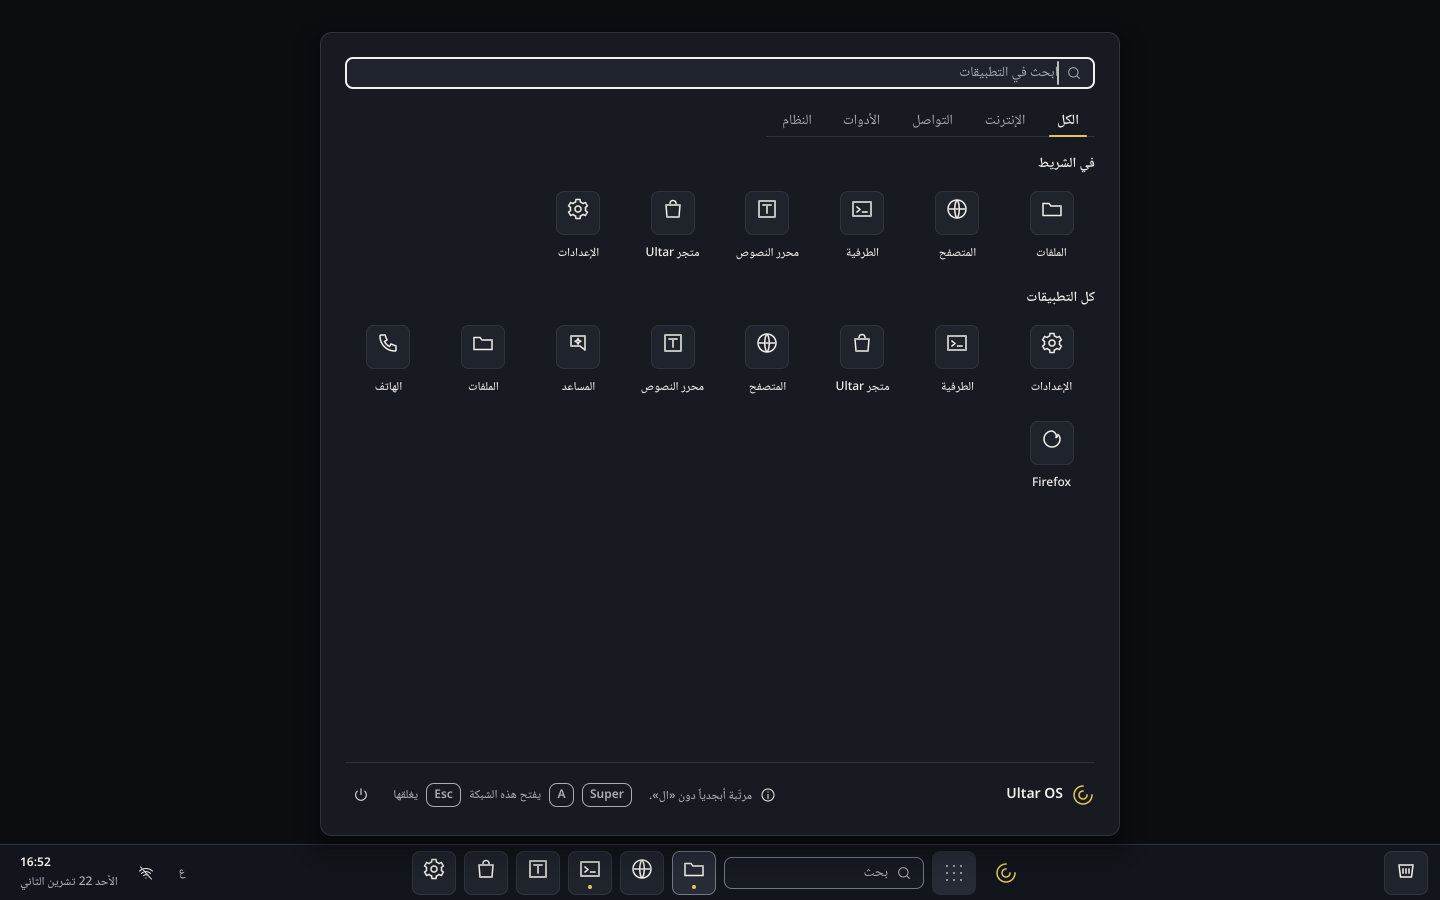 ابحث في التطبيقات
الكل الإنترنت التواصل الأدوات النظام
في الشريط
الملفات المتصفح الطرفية محرر النصوص متجر Ultar الإعدادات
كل التطبيقات
الإعدادات الطرفية متجر Ultar المتصفح محرر النصوص المساعد الملفات الهاتف
Firefox
Ultar OS مرتّبة أبجدياً دون «ال». Super A يفتح هذه الشبكة Esc يغلقها
بحث
ع
16:52
الأحد 22 تشرين الثاني